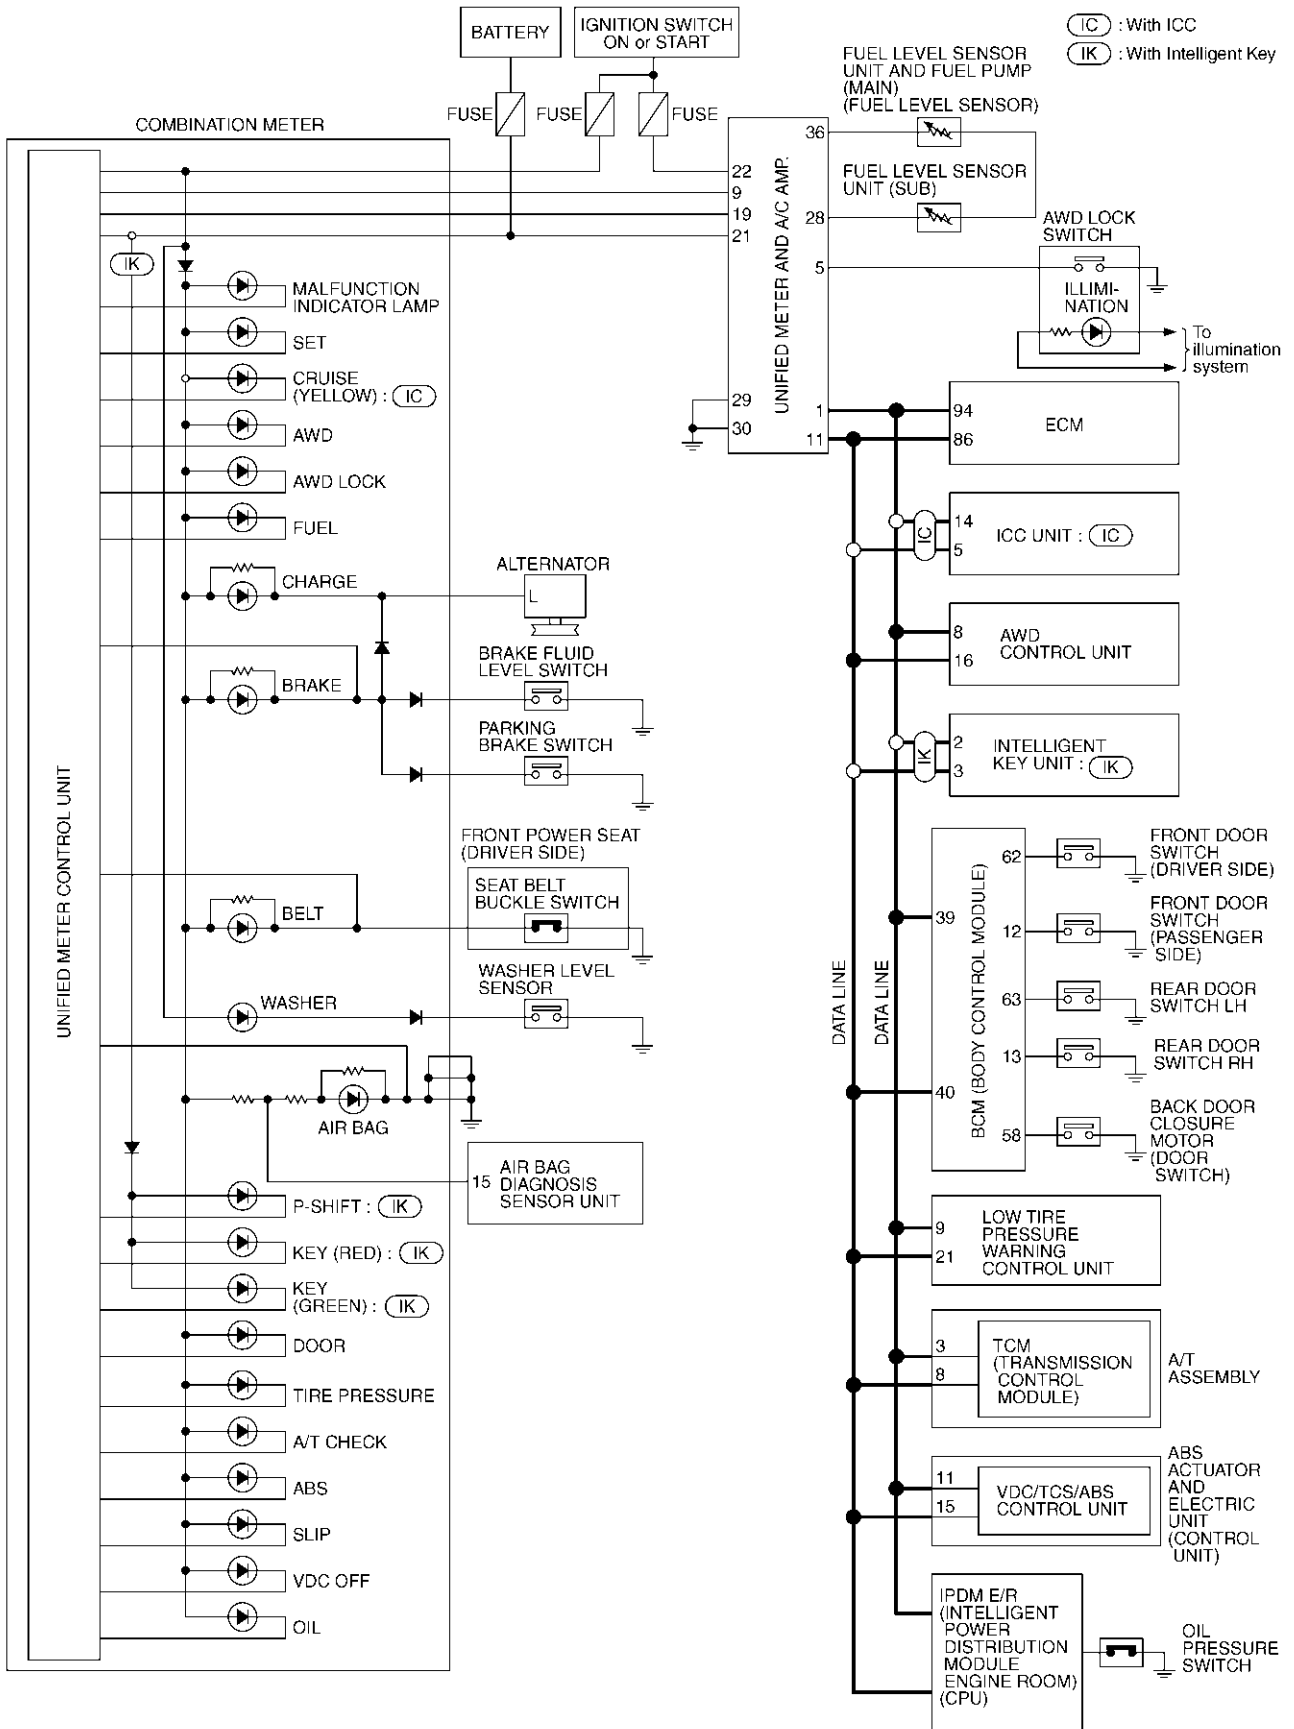 BATTERY
IGNITION SWITCH
ON or START
IC : With ICC
IK : With Intelligent Key
FUSE
FUSE
FUSE
COMBINATION METER
UNIFIED METER CONTROL UNIT
IK
MALFUNCTION
INDICATOR LAMP
SET
CRUISE
(YELLOW) : IC
AWD
AWD LOCK
FUEL
CHARGE
BRAKE
BELT
WASHER
AIR BAG
P-SHIFT : IK
KEY (RED) : IK
KEY
(GREEN) : IK
DOOR
TIRE PRESSURE
A/T CHECK
ABS
SLIP
VDC OFF
OIL
ALTERNATOR
L
BRAKE FLUID
LEVEL SWITCH
PARKING
BRAKE SWITCH
FRONT POWER SEAT
(DRIVER SIDE)
SEAT BELT
BUCKLE SWITCH
WASHER LEVEL
SENSOR
15
AIR BAG
DIAGNOSIS
SENSOR UNIT
UNIFIED METER AND A/C AMP.
22
9
19
21
29
30
36
28
5
1
11
FUEL LEVEL SENSOR
UNIT AND FUEL PUMP
(MAIN)
(FUEL LEVEL SENSOR)
FUEL LEVEL SENSOR
UNIT (SUB)
AWD LOCK
SWITCH
ILLIMI-
NATION
To
illumination
system
94
86
ECM
IC
14
5
ICC UNIT : IC
8
16
AWD
CONTROL UNIT
IK
2
3
INTELLIGENT
KEY UNIT : IK
DATA LINE
DATA LINE
39
40
BCM (BODY CONTROL MODULE)
62
12
63
13
58
FRONT DOOR
SWITCH
(DRIVER SIDE)
FRONT DOOR
SWITCH
(PASSENGER
SIDE)
REAR DOOR
SWITCH LH
REAR DOOR
SWITCH RH
BACK DOOR
CLOSURE
MOTOR
(DOOR
SWITCH)
9
21
LOW TIRE
PRESSURE
WARNING
CONTROL UNIT
3
8
TCM
(TRANSMISSION
CONTROL
MODULE)
A/T
ASSEMBLY
11
15
VDC/TCS/ABS
CONTROL UNIT
ABS
ACTUATOR
AND
ELECTRIC
UNIT
(CONTROL
UNIT)
IPDM E/R
(INTELLIGENT
POWER
DISTRIBUTION
MODULE
ENGINE ROOM)
(CPU)
OIL
PRESSURE
SWITCH